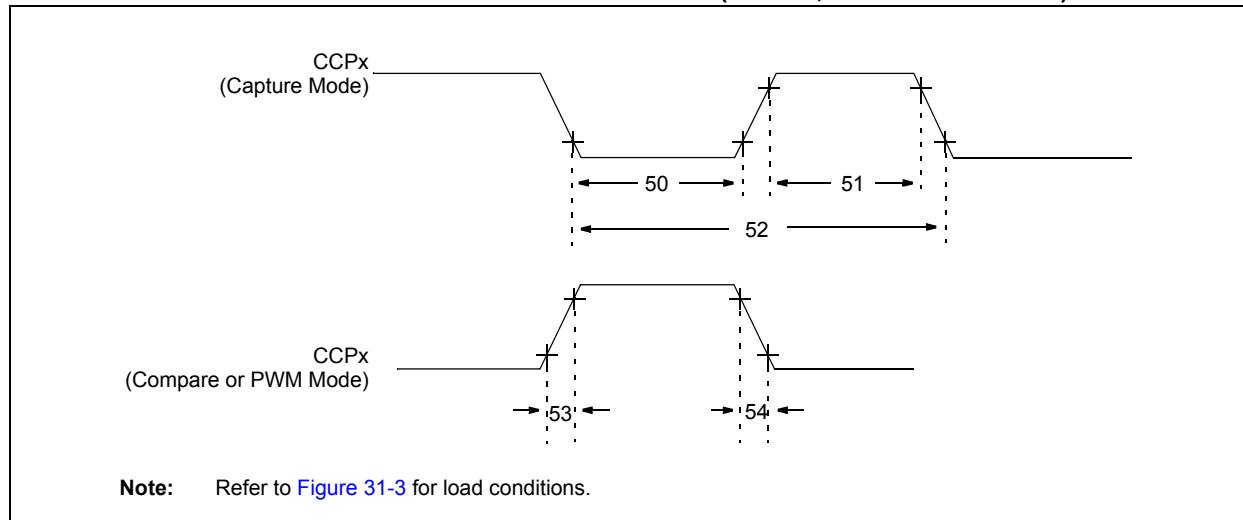 CCPx
(Capture Mode)
50
51
52
CCPx
(Compare or PWM Mode)
53
54
Note: Refer to Figure 31-3 for load conditions.